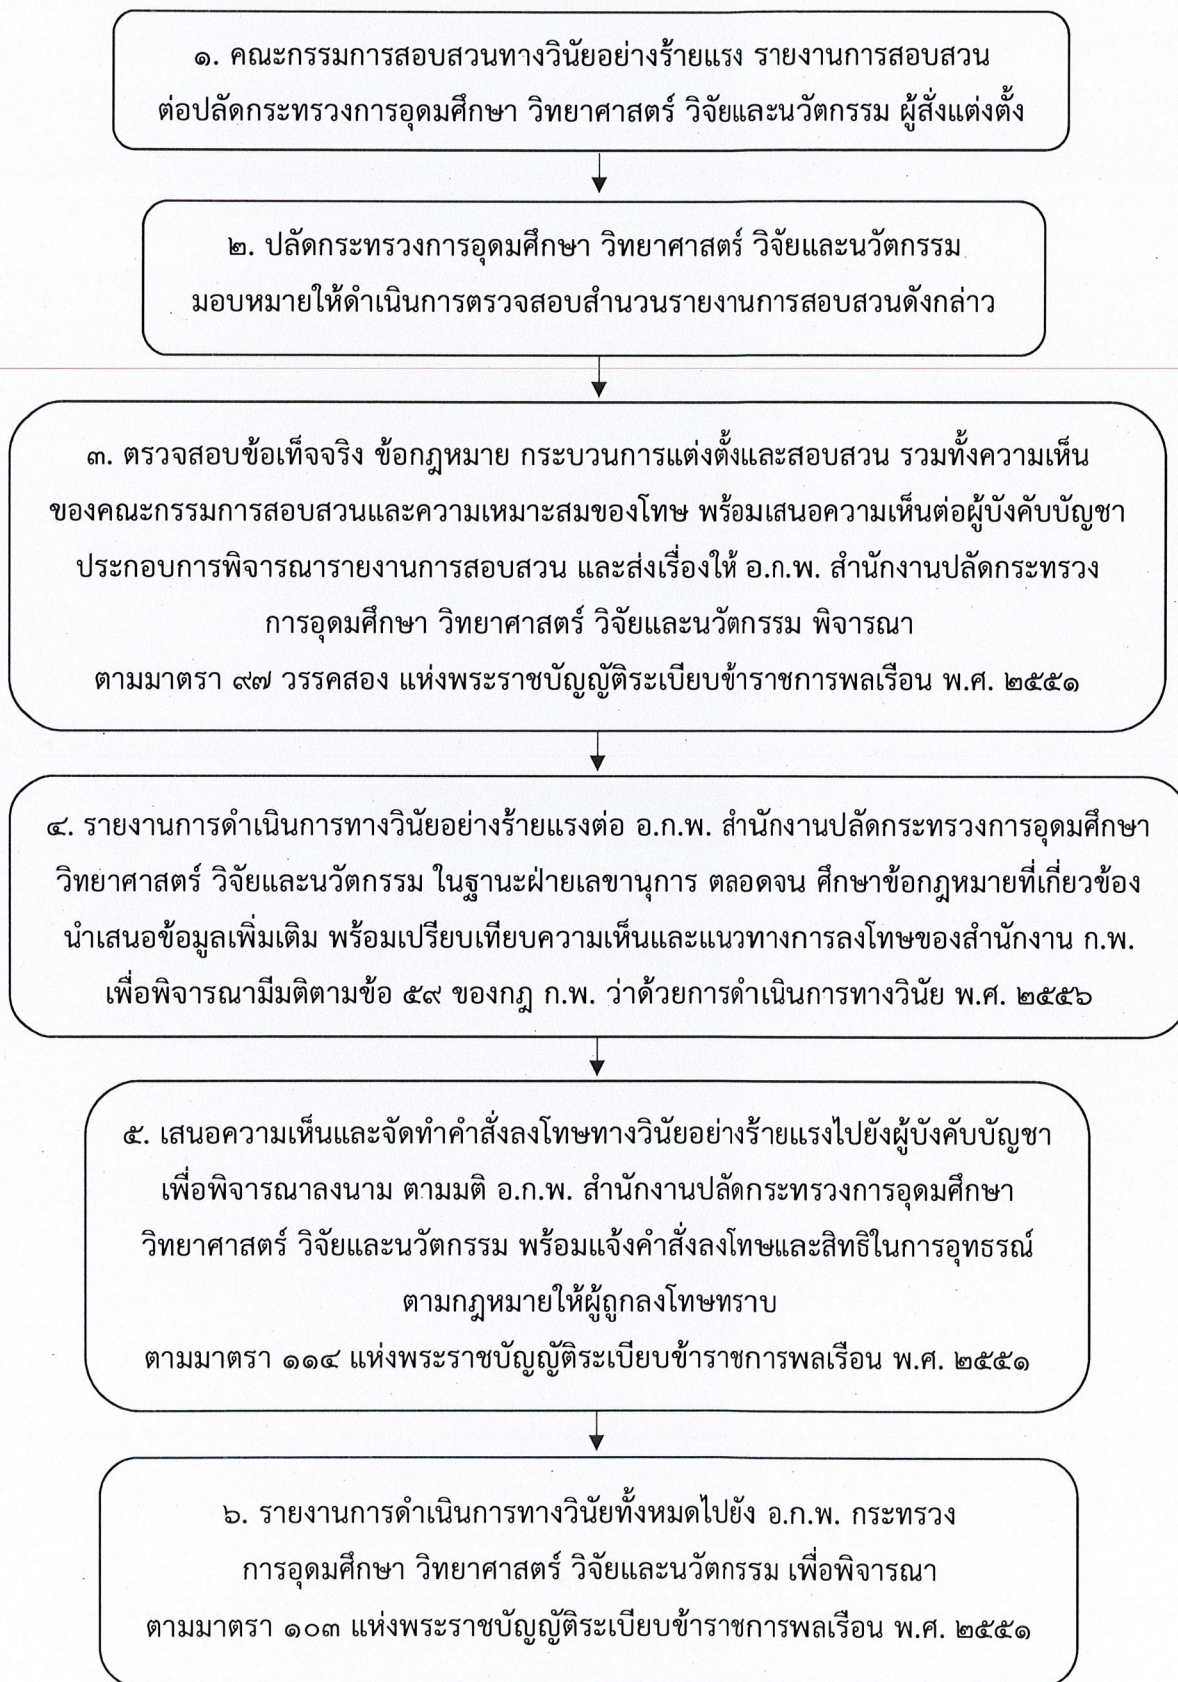 ๑. คณะกรรมการสอบสวนทางวินัยอย่างร้ายแรง รายงานการสอบสวน
ต่อปลัดกระทรวงการอุดมศึกษา วิทยาศาสตร์ วิจัยและนวัตกรรม ผู้สั่งแต่งตั้ง
๒. ปลัดกระทรวงการอุดมศึกษา วิทยาศาสตร์ วิจัยและนวัตกรรม
มอบหมายให้ดำเนินการตรวจสอบสำนวนรายงานการสอบสวนดังกล่าว
๓. ตรวจสอบข้อเท็จจริง ข้อกฎหมาย กระบวนการแต่งตั้งและสอบสวน รวมทั้งความเห็น
ของคณะกรรมการสอบสวนและความเหมาะสมของโทษ พร้อมเสนอความเห็นต่อผู้บังคับบัญชา
ประกอบการพิจารณารายงานการสอบสวน และส่งเรื่องให้ อ.ก.พ. สำนักงานปลัดกระทรวง
การอุดมศึกษา วิทยาศาสตร์ วิจัยและนวัตกรรม พิจารณา
ตามมาตรา ๙๗ วรรคสอง แห่งพระราชบัญญัติระเบียบข้าราชการพลเรือน พ.ศ. ๒๕๕๑
๔. รายงานการดำเนินการทางวินัยอย่างร้ายแรงต่อ อ.ก.พ. สำนักงานปลัดกระทรวงการอุดมศึกษา
วิทยาศาสตร์ วิจัยและนวัตกรรม ในฐานะฝ่ายเลขานุการ ตลอดจน ศึกษาข้อกฎหมายที่เกี่ยวข้อง
นำเสนอข้อมูลเพิ่มเติม พร้อมเปรียบเทียบความเห็นและแนวทางการลงโทษของสำนักงาน ก.พ.
เพื่อพิจารณามีมติตามข้อ ๕๙ ของกฎ ก.พ. ว่าด้วยการดำเนินการทางวินัย พ.ศ. ๒๕๕๖
๕. เสนอความเห็นและจัดทำคำสั่งลงโทษทางวินัยอย่างร้ายแรงไปยังผู้บังคับบัญชา
เพื่อพิจารณาลงนาม ตามมติ อ.ก.พ. สำนักงานปลัดกระทรวงการอุดมศึกษา
วิทยาศาสตร์ วิจัยและนวัตกรรม พร้อมแจ้งคำสั่งลงโทษและสิทธิในการอุทธรณ์
ตามกฎหมายให้ผู้ถูกลงโทษทราบ
ตามมาตรา ๑๑๔ แห่งพระราชบัญญัติระเบียบข้าราชการพลเรือน พ.ศ. ๒๕๕๑
๖. รายงานการดำเนินการทางวินัยทั้งหมดไปยัง อ.ก.พ. กระทรวง
การอุดมศึกษา วิทยาศาสตร์ วิจัยและนวัตกรรม เพื่อพิจารณา
ตามมาตรา ๑๐๓ แห่งพระราชบัญญัติระเบียบข้าราชการพลเรือน พ.ศ. ๒๕๕๑